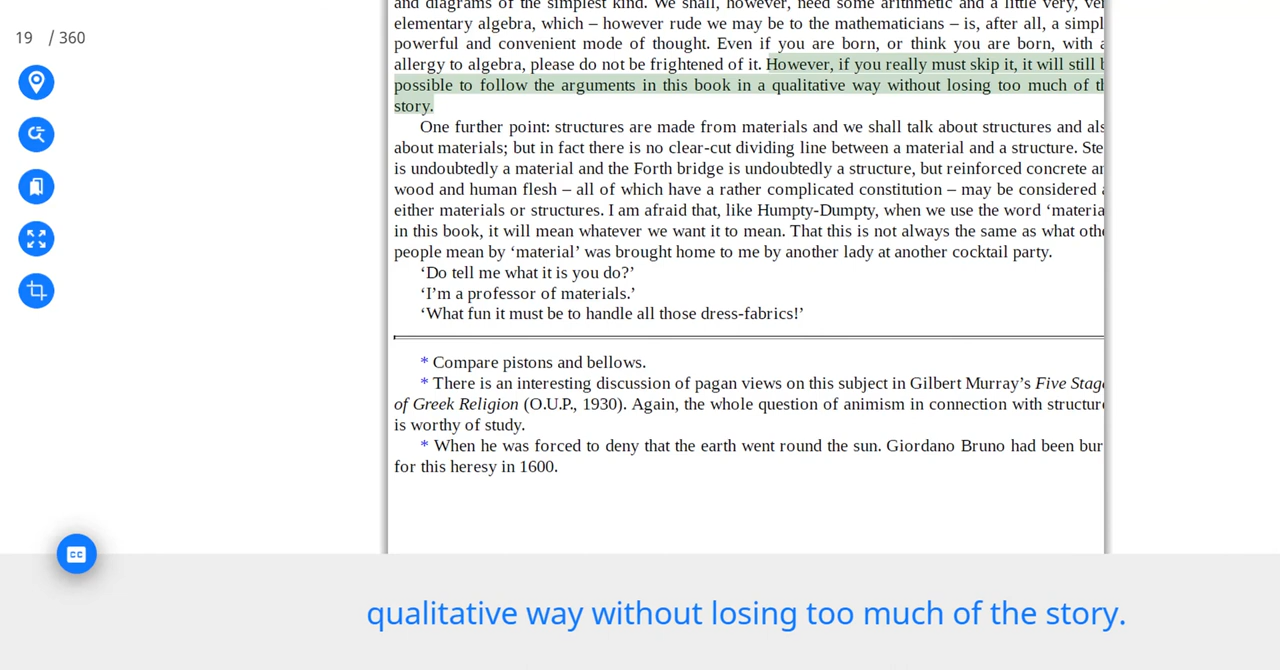 19 / 360
and diagrams of the simplest kind. We shall, however, need some arithmetic and a little very,
elementary algebra, which – however rude we may be to the mathematicians – is, after all, a
powerful and convenient mode of thought. Even if you are born, or think you are born, with
allergy to algebra, please do not be frightened of it. However, if you really must skip it, it will still
possible to follow the arguments in this book in a qualitative way without losing too much of
story.
One further point: structures are made from materials and we shall talk about structures and
about materials; but in fact there is no clear-cut dividing line between a material and a structure.
is undoubtedly a material and the Forth bridge is undoubtedly a structure, but reinforced concrete
wood and human flesh – all of which have a rather complicated constitution – may be considered
either materials or structures. I am afraid that, like Humpty-Dumpty, when we use the word
in this book, it will mean whatever we want it to mean. That this is not always the same as what
people mean by ‘material’ was brought home to me by another lady at another cocktail party.
‘Do tell me what it is you do?’
‘I’m a professor of materials.’
‘What fun it must be to handle all those dress-fabrics!’
* Compare pistons and bellows.
* There is an interesting discussion of pagan views on this subject in Gilbert Murray’s Five
of Greek Religion (O.U.P., 1930). Again, the whole question of animism in connection with
is worthy of study.
* When he was forced to deny that the earth went round the sun. Giordano Bruno had been
for this heresy in 1600.
CC
qualitative way without losing too much of the story.